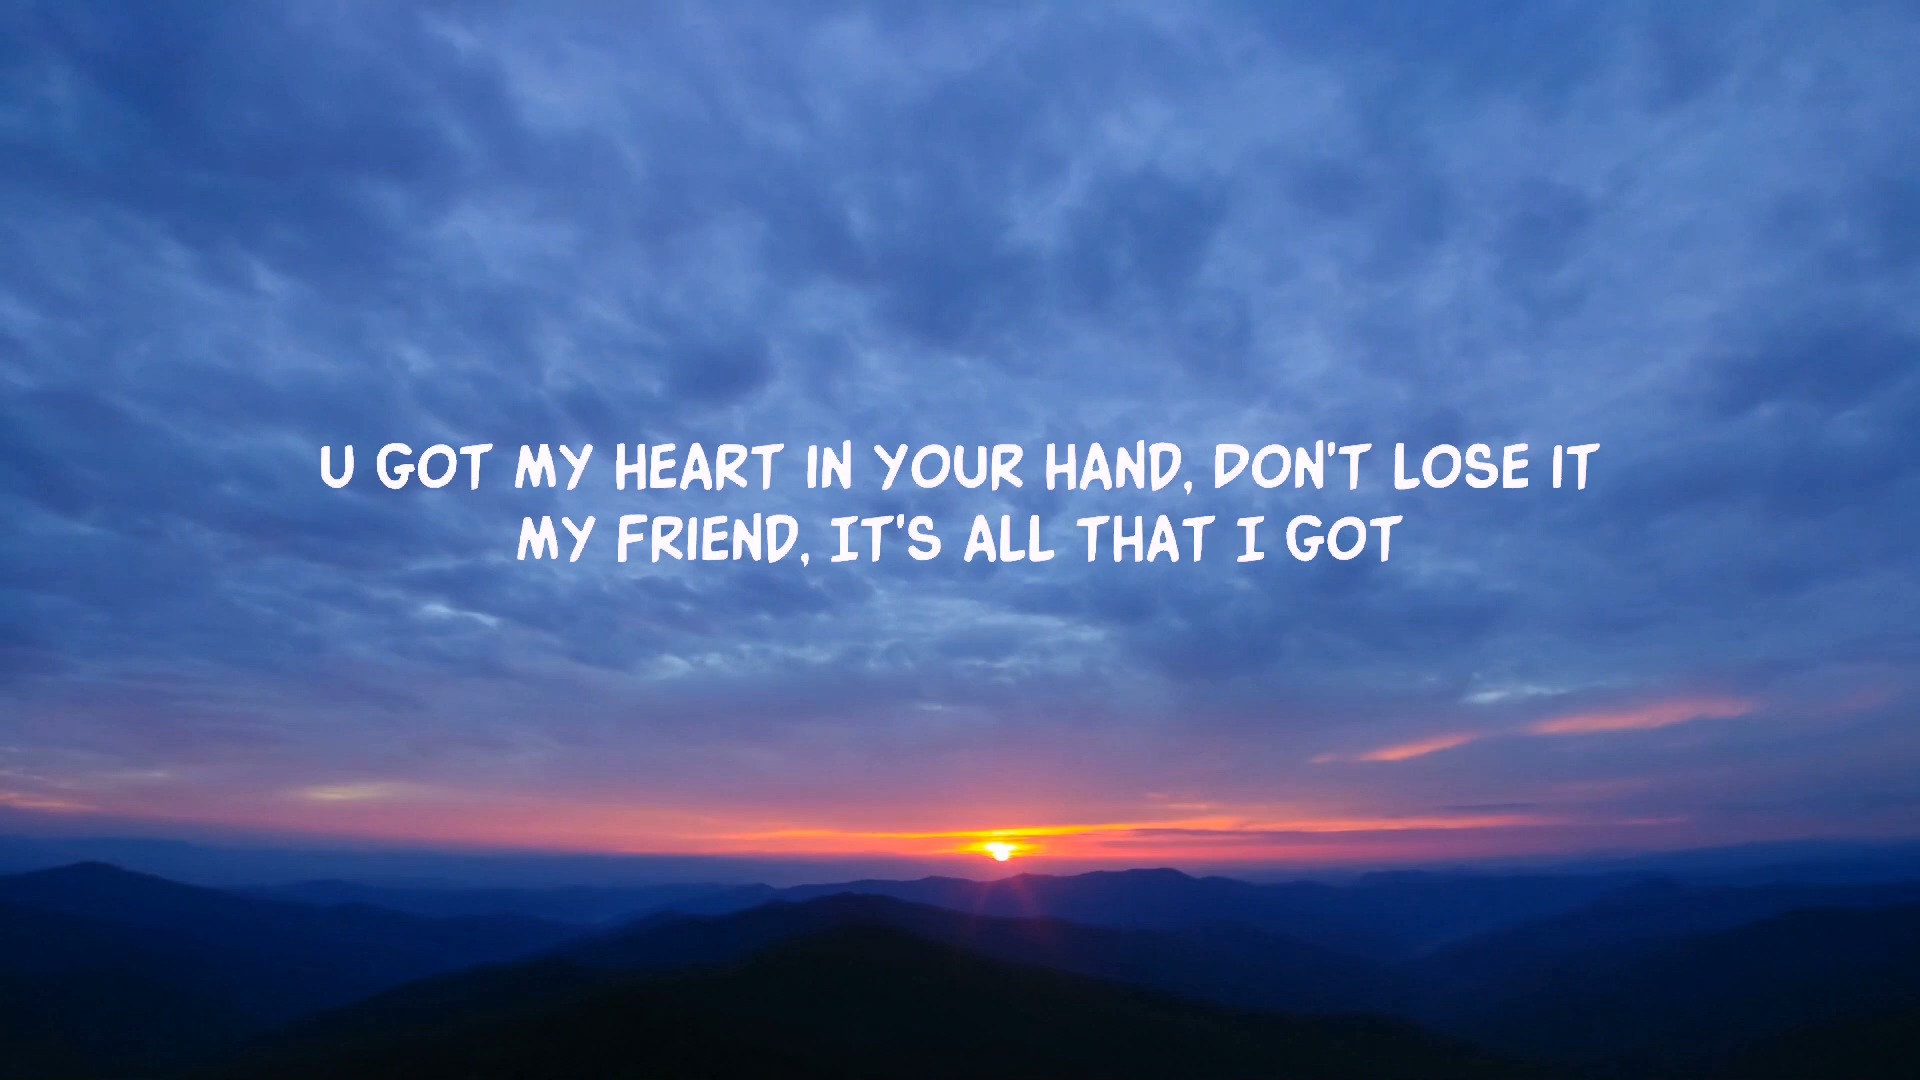 U GOT MY HEART IN YOUR HAND, DON'T LOSE IT
MY FRIEND, IT'S ALL THAT I GOT